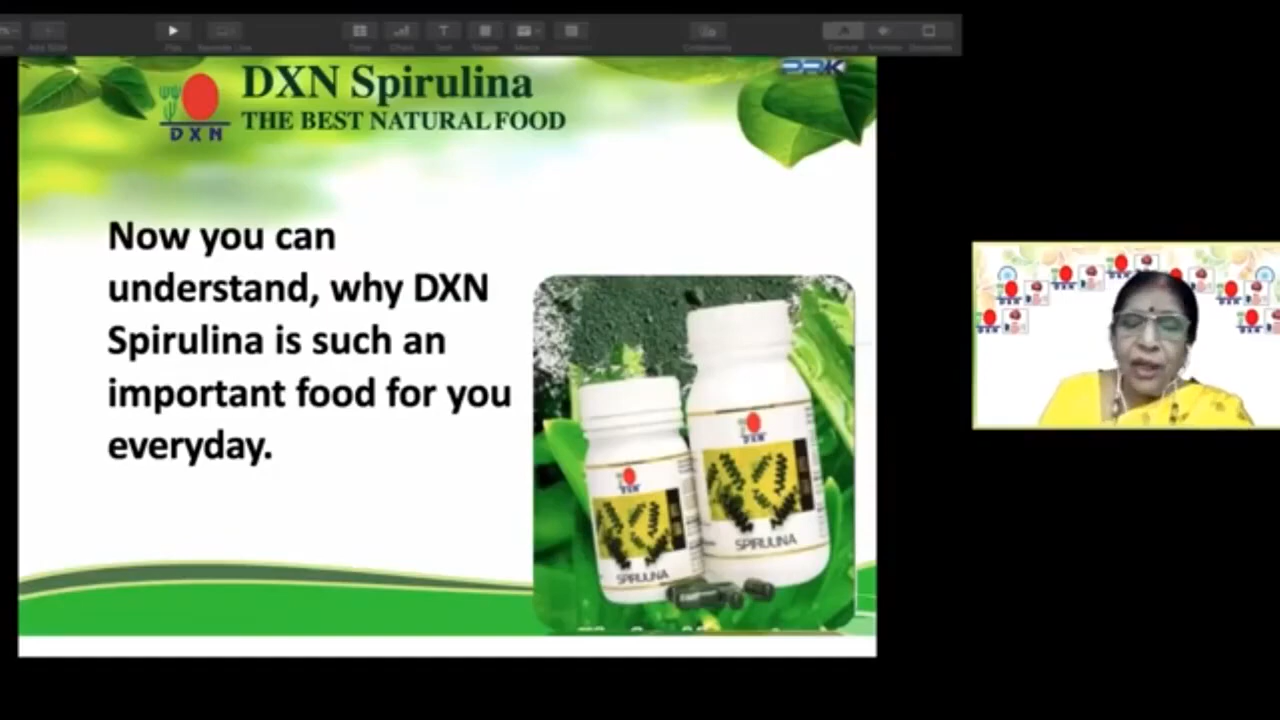 DXN Spirulina
THE BEST NATURAL FOOD
DXN
Now you can
understand, why DXN
Spirulina is such an
important food for you
everyday.
DXN
SPIRULINA
DXN
SPIRULINA